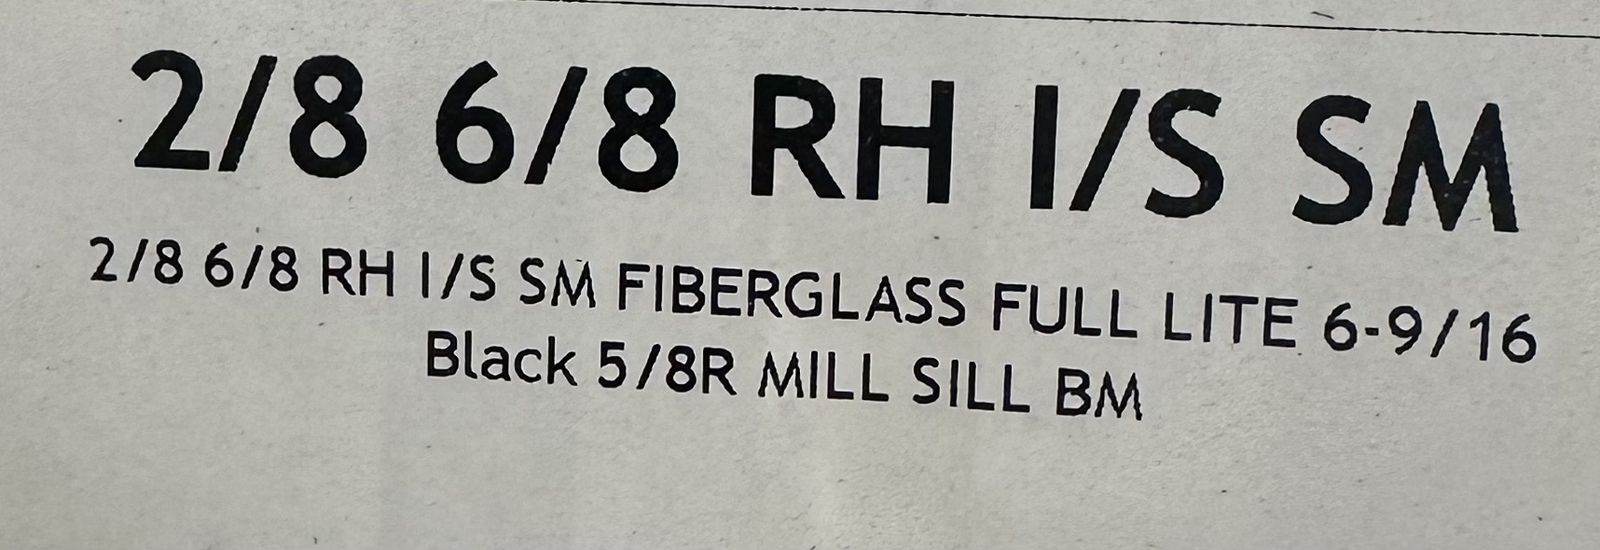 2/8 6/8 RH I/S SM
2/8 6/8 RH I/S SM FIBERGLASS FULL LITE 6-9/16
Black 5/8R MILL SILL BM